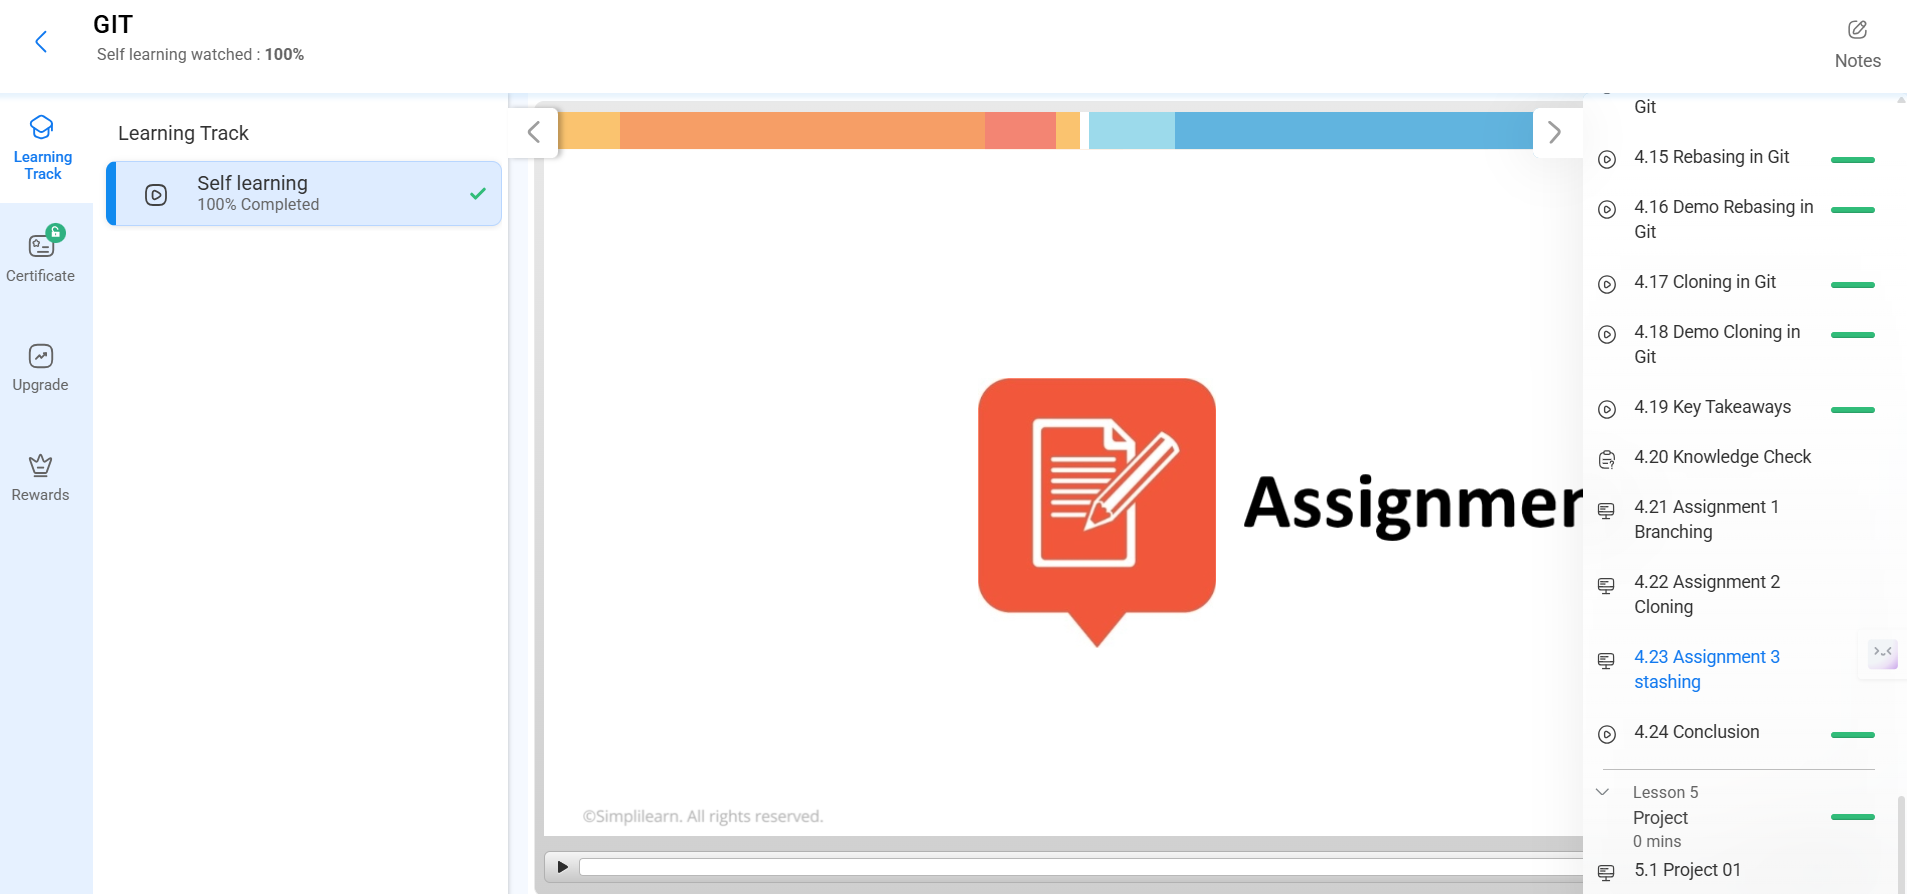 GIT
Self learning watched : 100%
Notes
Learning
Track
Certificate
Upgrade
Rewards
Learning Track
Self learning
100% Completed
Assignmen
©Simplilearn. All rights reserved.
Git
4.15 Rebasing in Git
4.16 Demo Rebasing in
Git
4.17 Cloning in Git
4.18 Demo Cloning in
Git
4.19 Key Takeaways
4.20 Knowledge Check
4.21 Assignment 1
Branching
4.22 Assignment 2
Cloning
4.23 Assignment 3
stashing
4.24 Conclusion
Lesson 5
Project
0 mins
5.1 Project 01